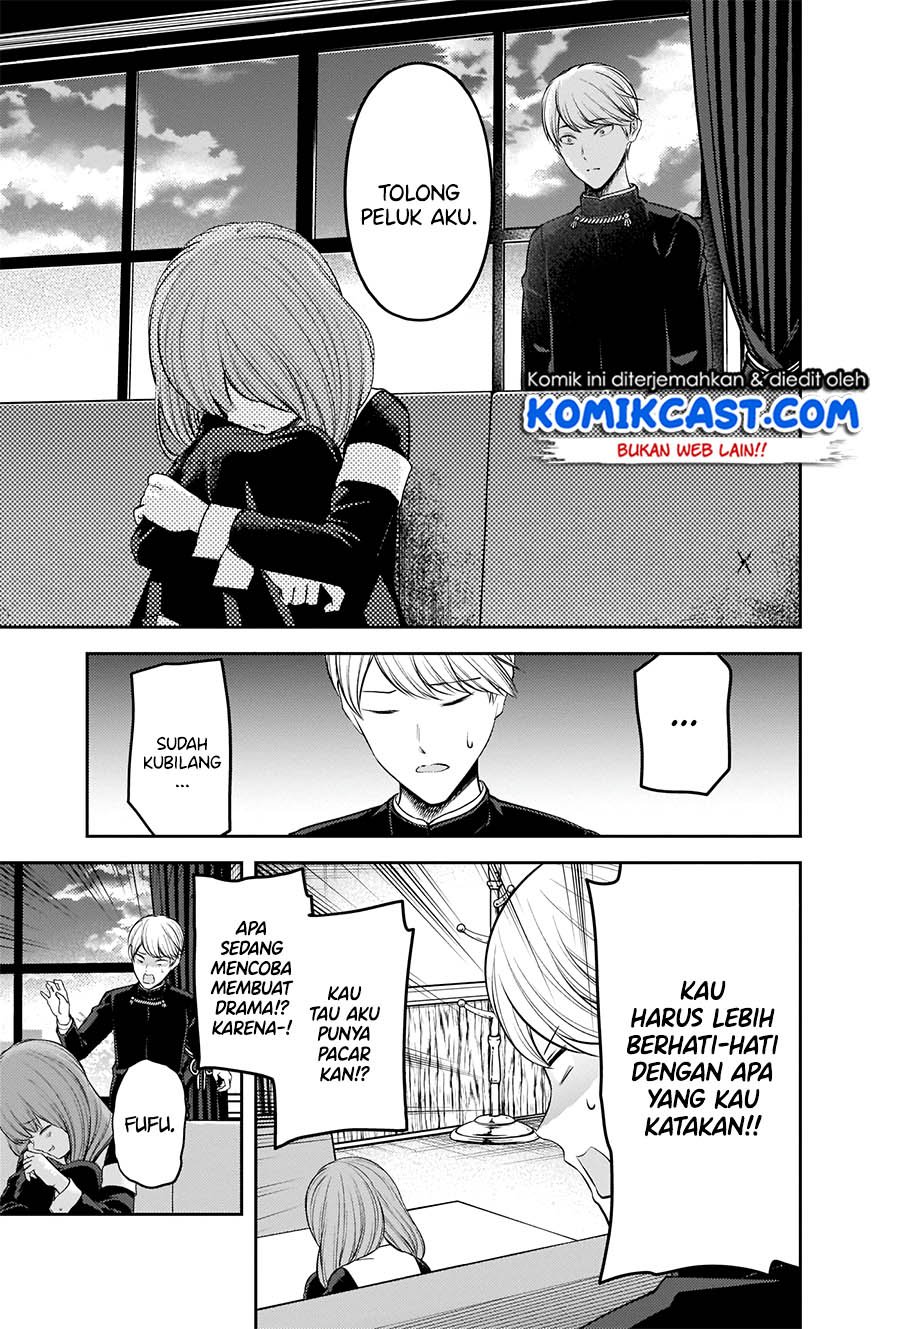 TOLONG
PELUK AKU.
Komik ini diterjemahkan & diedit oleh
KOMIKCAST.COM
BUKAN WEB LAIN!!
...
SUDAH
KUBILANG
...
KAU
HARUS LEBIH
BERHATI-HATI
DENGAN APA
YANG KAU
KATAKAN!!
KAU
TAU AKU
PUNYA
PACAR
KAN!?
APA
SEDANG
MENCOBA
MEMBUAT
DRAMA!?
KARENA-!
FUFU.